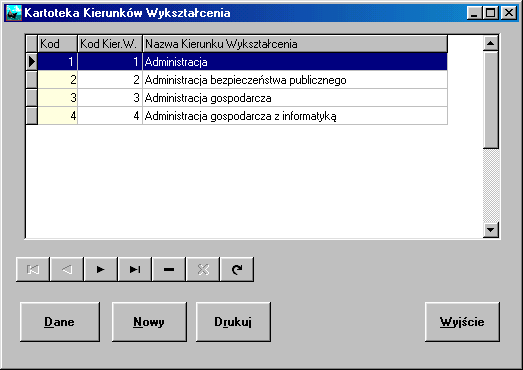 Kartoteka Kierunków Wykształcenia
Kod Kod Kier.W. Nazwa Kierunku Wykształcenia
1 1 Administracja
2 2 Administracja bezpieczeństwa publicznego
3 3 Administracja gospodarcza
4 4 Administracja gospodarcza z informatyką
Dane Nowy Drukuj Wyjście